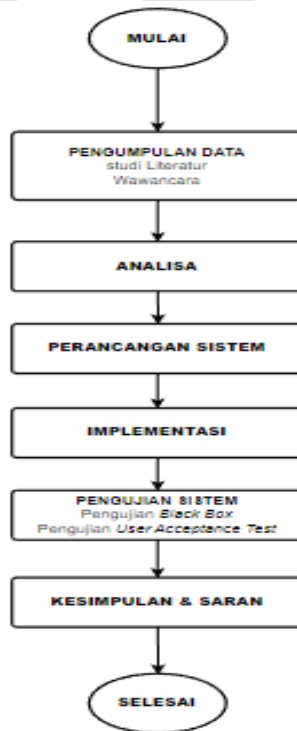 MULAI
PENGUMPULAN DATA
studi Literatur
Wawancara
ANALISA
PERANCANGAN SISTEM
IMPLEMENTASI
PENGUJIAN SISTEM
Pengujian Black Box
Pengujian User Acceptance Test
KESIMPULAN & SARAN
SELESAI